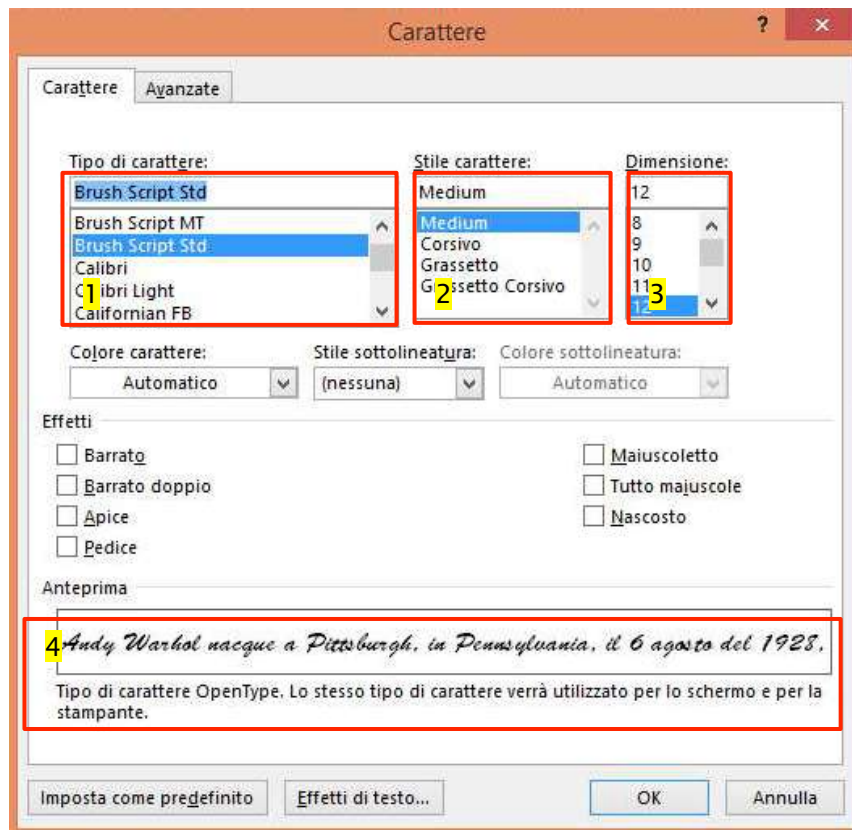 Carattere ? ×
Carattere Avanzate
Tipo di carattere: Stile carattere: Dimensione:
Brush Script Std Medium 12
Brush Script MT Medium 8
Brush Script Std Corsivo 9
Calibri Grassetto 10
Calibri Light Grassetto Corsivo 11
Californian FB 12
1 2 3
Colore carattere: Stile sottolineatura: Colore sottolineatura:
Automatico (nessuna) Automatico
Effetti
Barrato Maiuscoletto
Barrato doppio Tutto maiuscole
Apice Nascosto
Pedice
Anteprima
4 Andy Warhol nacque a Pittsburgh, in Pennsylvania, il 6 agosto del 1928,
Tipo di carattere OpenType. Lo stesso tipo di carattere verrà utilizzato per lo schermo e per la
stampante.
Imposta come predefinito Effetti di testo... OK Annulla